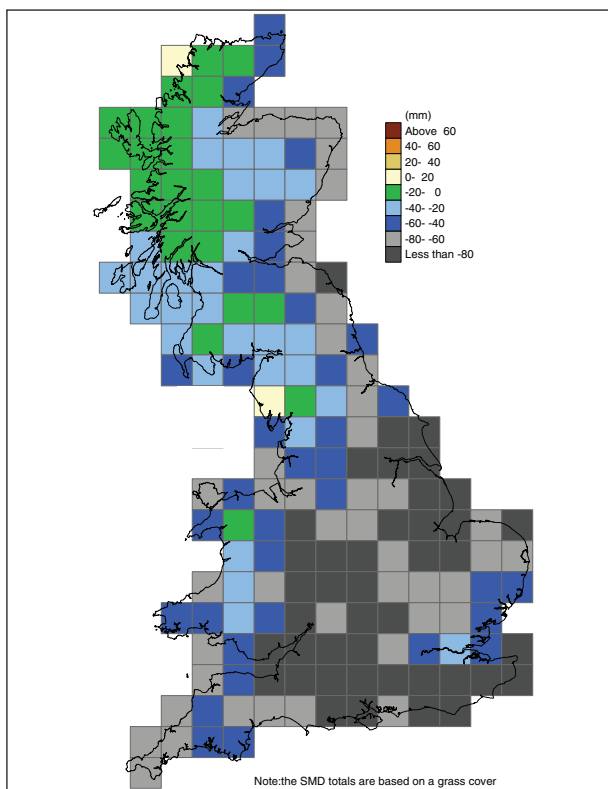 (mm)
Above 60
40- 60
20- 40
0- 20
-20- 0
-40- -20
-60- -40
-80- -60
Less than -80
Note:the SMD totals are based on a grass cover